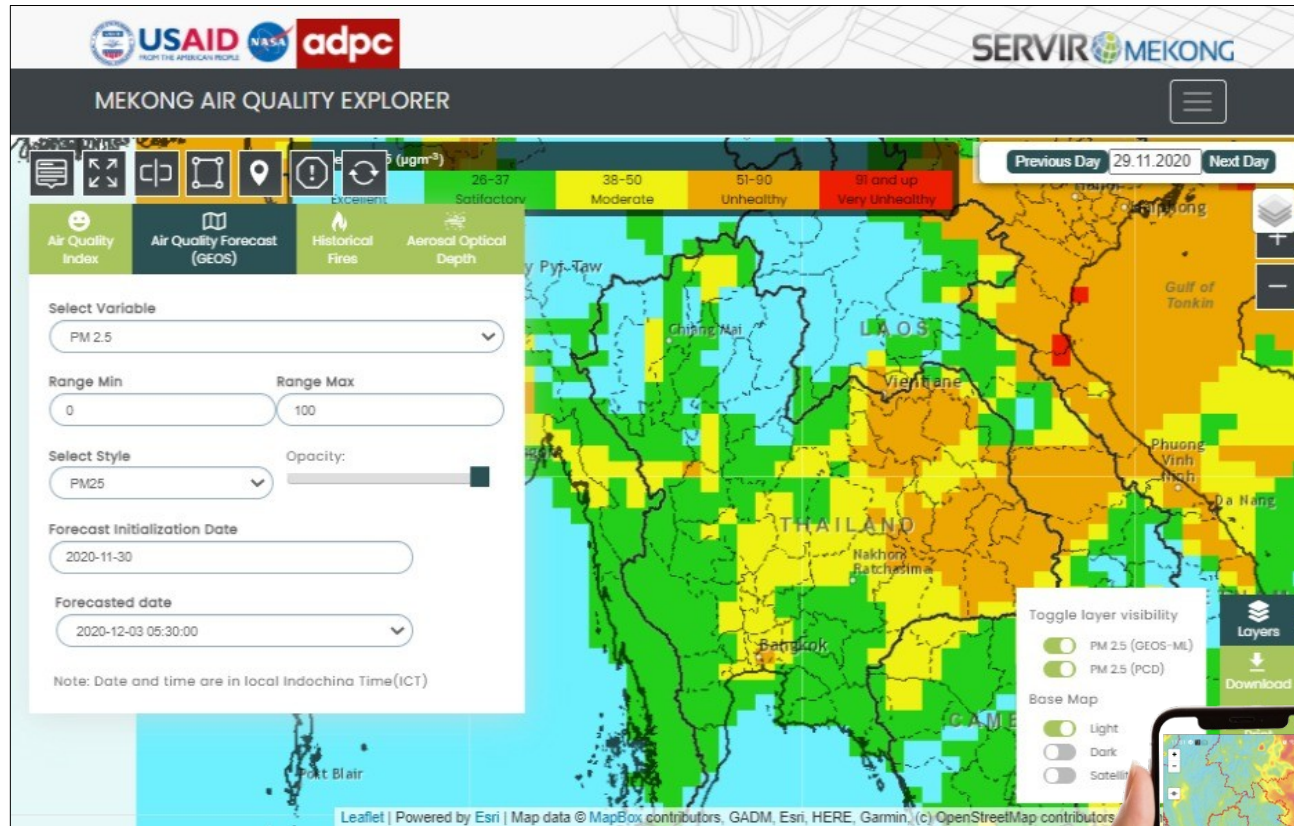 USAID
FROM THE AMERICAN PEOPLE
NASA
adpc
SERVIR MEKONG
MEKONG AIR QUALITY EXPLORER
(µgm⁻³)
Excellent
26-37
Satifactory
38-50
Moderate
51-90
Unhealthy
91 and up
Very Unhealthy
Previous Day 29.11.2020 Next Day
Air Quality
Index
Air Quality Forecast
(GEOS)
Historical
Fires
Aerosal Optical
Depth
Select Variable
PM 2.5
Range Min Range Max
0 100
Select Style Opacity:
PM25
Forecast Initialization Date
2020-11-30
Forecasted date
2020-12-03 05:30:00
Note: Date and time are in local Indochina Time(ICT)
Pyi-Taw
Chiang Mai
LAOS
Vientiane
Gulf of
Tonkin
Phuong
Vinh
Ninh
Da Nang
THAILAND
Nakhon
Ratchasima
Bangkok
Port Blair
Toggle layer visibility
PM 2.5 (GEOS-ML)
PM 2.5 (PCD)
Base Map
Light
Dark
Layers
Download
Leaflet | Powered by Esri | Map data © MapBox contributors, GADM, Esri, HERE, Garmin, (c) OpenStreetMap contributors